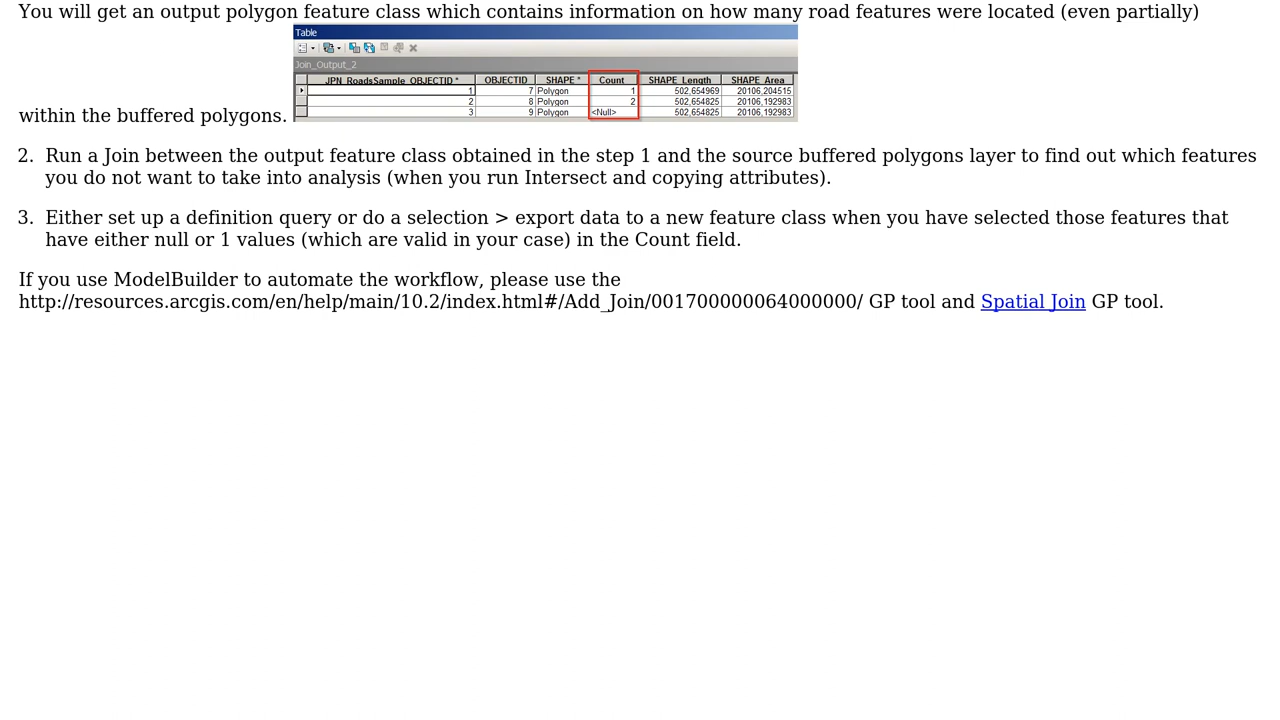 You will get an output polygon feature class which contains information on how many road features were located (even partially)
Table
Join_Output_2
JPN_RoadsSample_OBJECTID * OBJECTID SHAPE * Count SHAPE_Length SHAPE_Area
1 7 Polygon 1 502,654969 20106,204515
2 8 Polygon 2 502,654825 20106,192983
3 9 Polygon <Null> 502,654825 20106,192983
within the buffered polygons.
2. Run a Join between the output feature class obtained in the step 1 and the source buffered polygons layer to find out which features
you do not want to take into analysis (when you run Intersect and copying attributes).
3. Either set up a definition query or do a selection > export data to a new feature class when you have selected those features that
have either null or 1 values (which are valid in your case) in the Count field.
If you use ModelBuilder to automate the workflow, please use the
http://resources.arcgis.com/en/help/main/10.2/index.html#/Add_Join/001700000064000000/ GP tool and Spatial Join GP tool.